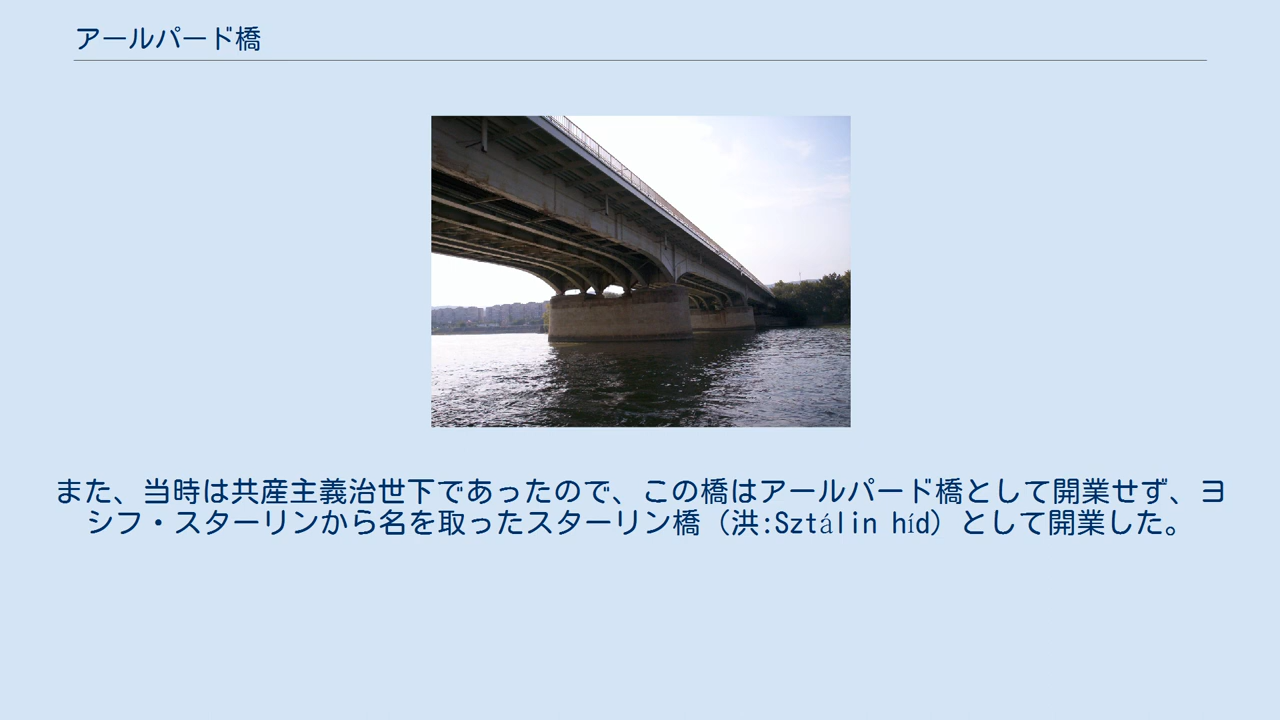 アールパード橋
また、当時は共産主義治世下であったので、この橋はアールパード橋として開業せず、ヨ
シフ・スターリンから名を取ったスターリン橋（洪:Sztálin híd）として開業した。